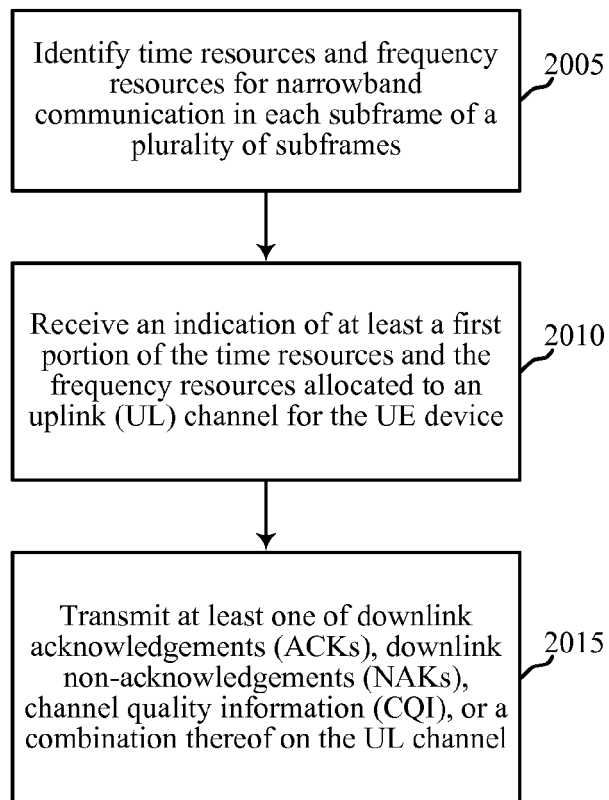 Identify time resources and frequency
resources for narrowband
communication in each subframe of a
plurality of subframes
2005
Receive an indication of at least a first
portion of the time resources and the
frequency resources allocated to an
uplink (UL) channel for the UE device
2010
Transmit at least one of downlink
acknowledgements (ACKs), downlink
non-acknowledgements (NAKs),
channel quality information (CQI), or a
combination thereof on the UL channel
2015